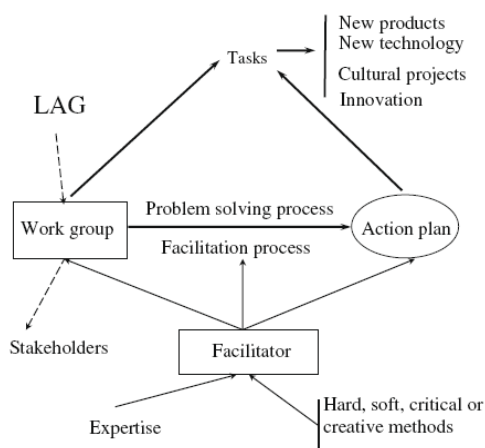 New products
New technology
Tasks
Cultural projects
Innovation
LAG
Problem solving process
Work group
Action plan
Facilitation process
Stakeholders
Facilitator
Hard, soft, critical or
creative methods
Expertise